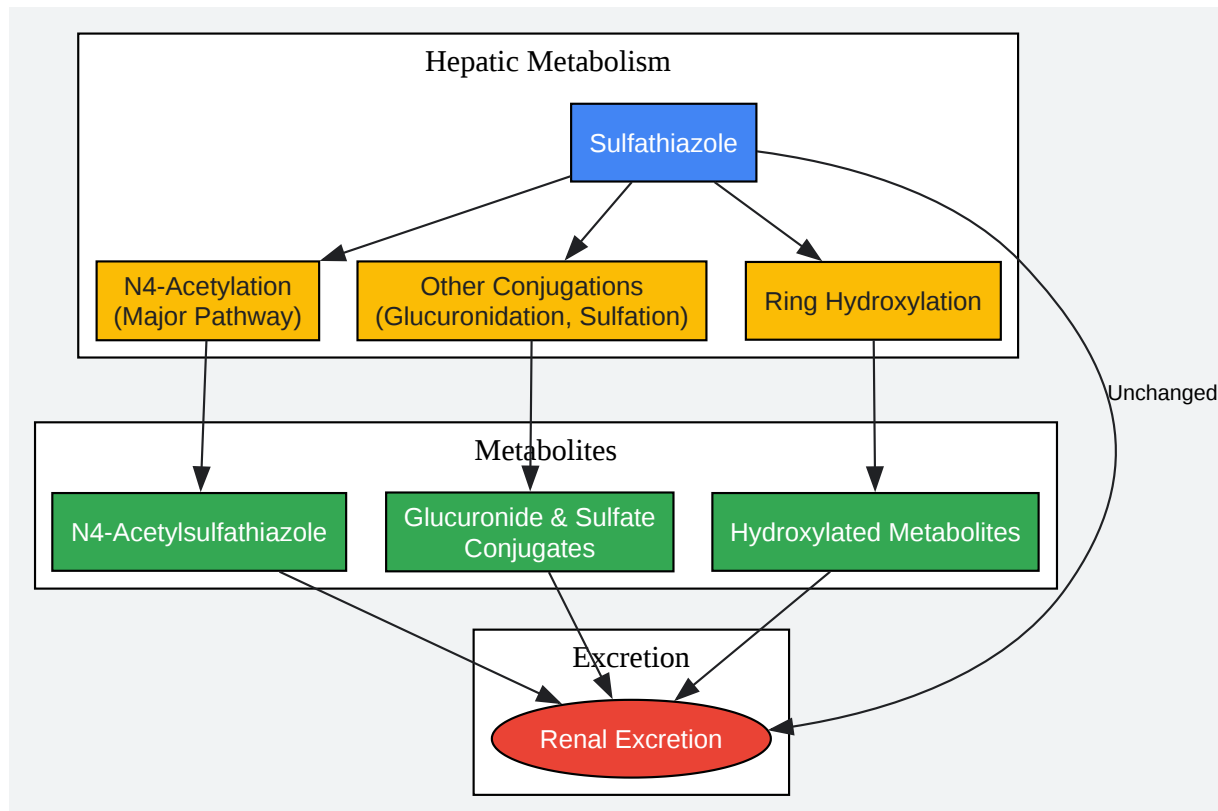 Hepatic Metabolism
Sulfathiazole
N4-Acetylation
(Major Pathway)
Other Conjugations
(Glucuronidation, Sulfation)
Ring Hydroxylation
Unchanged
Metabolites
N4-Acetylsulfathiazole
Glucuronide & Sulfate
Conjugates
Hydroxylated Metabolites
Excretion
Renal Excretion